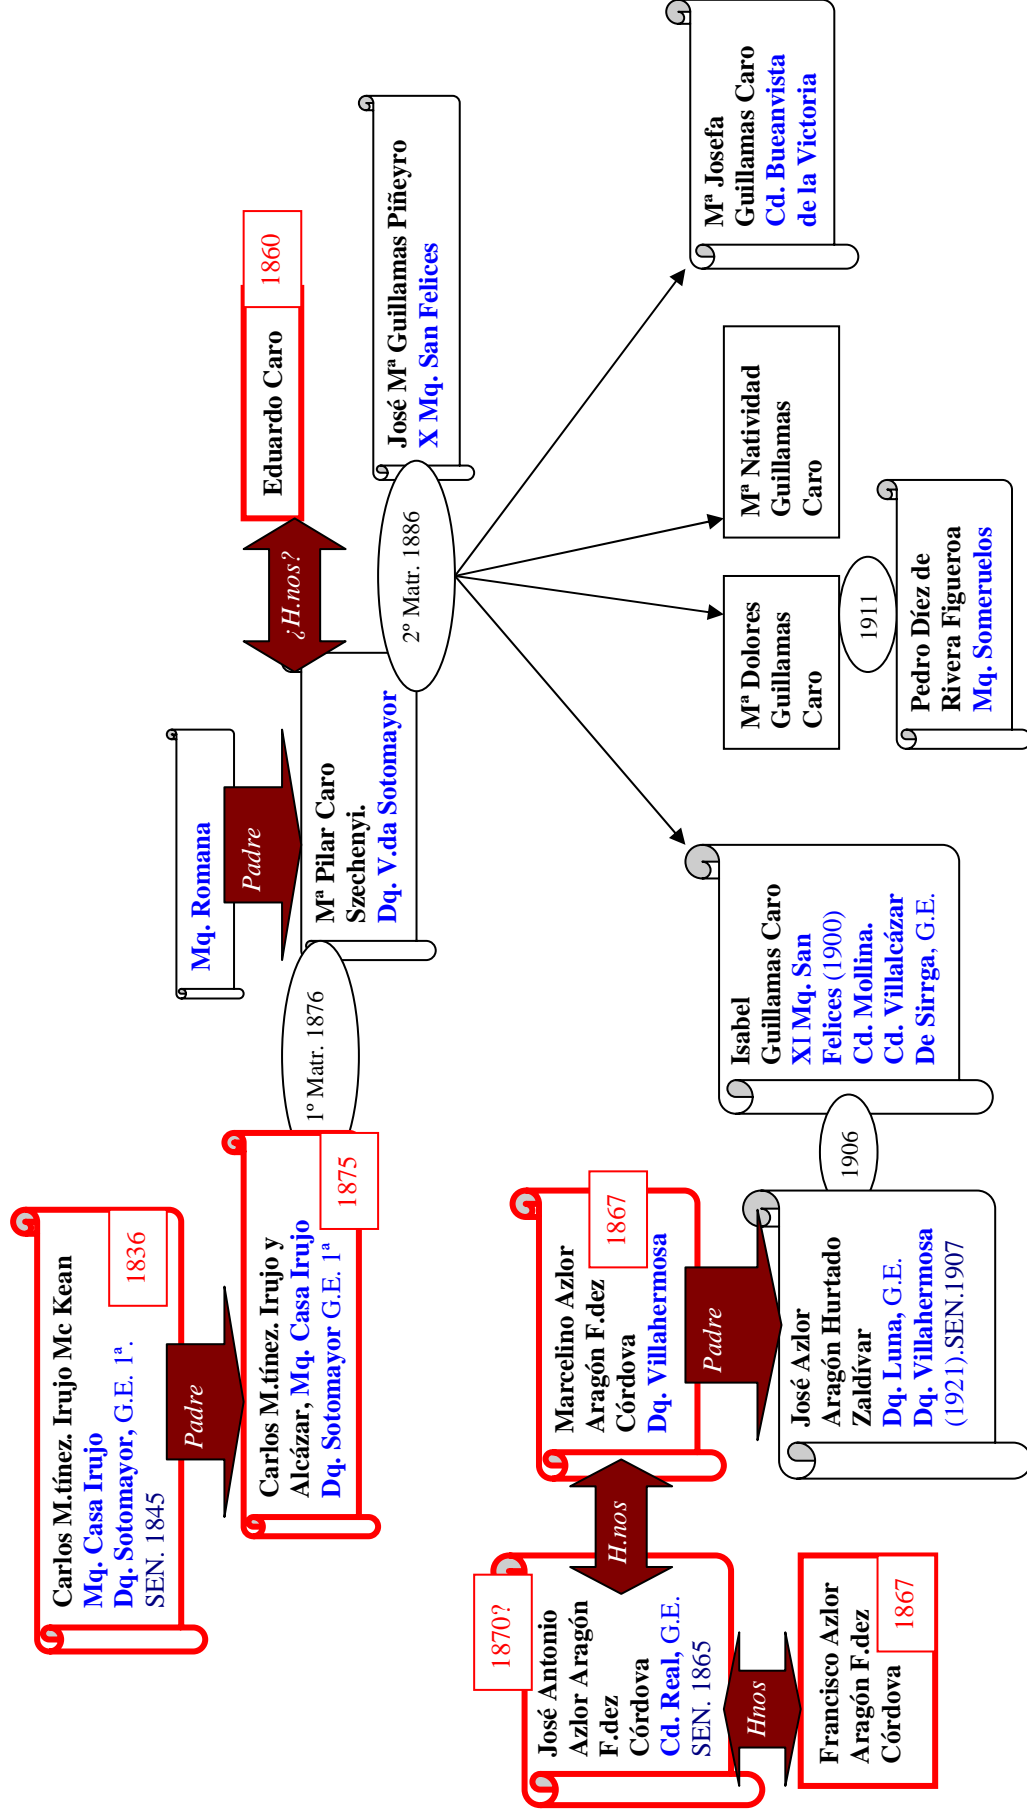 Carlos M.tínez. Irujo Mc Kean
Mq. Casa Irujo
Dq. Sotomayor, G.E. 1ª.
SEN. 1845
1836
Padre
Carlos M.tínez. Irujo y
Alcázar, Mq. Casa Irujo
Dq. Sotomayor G.E. 1ª
1875
1º Matr. 1876
Mq. Romana
Padre
Mª Pilar Caro
Szechenyi.
Dq. V.da Sotomayor
¿H.nos?
Eduardo Caro
1860
2º Matr. 1886
José Mª Guillamas Piñeyro
X Mq. San Felices
1870?
José Antonio
Azlor Aragón
F.dez
Córdova
Cd. Real, G.E.
SEN. 1865
Hnos
Francisco Azlor
Aragón F.dez
Córdova
1867
H.nos
Marcelino Azlor
Aragón F.dez
Córdova
Dq. Villahermosa
1867
Padre
José Azlor
Aragón Hurtado
Zaldívar
Dq. Luna, G.E.
Dq. Villahermosa
(1921).SEN.1907
1906
Isabel
Guillamas Caro
XI Mq. San
Felices (1900)
Cd. Mollina.
Cd. Villalcázar
De Sirrga, G.E.
Mª Dolores
Guillamas
Caro
1911
Pedro Díez de
Rivera Figueroa
Mq. Someruelos
Mª Natividad
Guillamas
Caro
Mª Josefa
Guillamas Caro
Cd. Bueanvista
de la Victoria